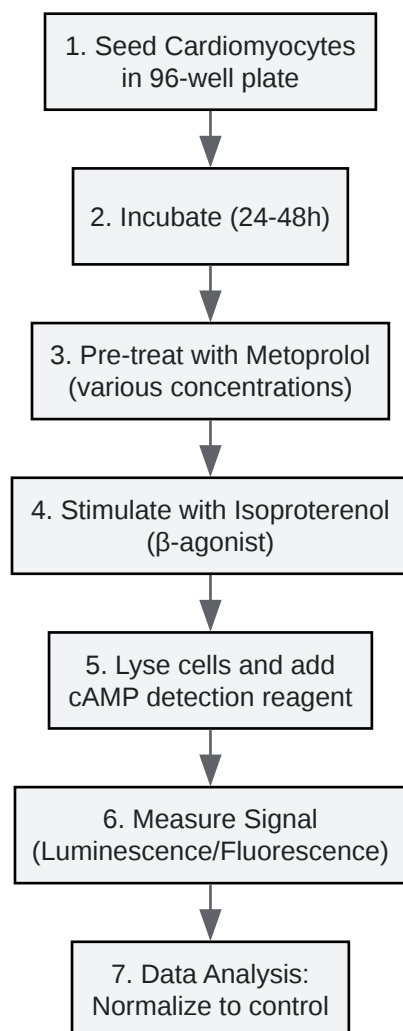 1. Seed Cardiomyocytes
in 96-well plate
2. Incubate (24-48h)
3. Pre-treat with Metoprolol
(various concentrations)
4. Stimulate with Isoproterenol
(β-agonist)
5. Lyse cells and add
cAMP detection reagent
6. Measure Signal
(Luminescence/Fluorescence)
7. Data Analysis:
Normalize to control